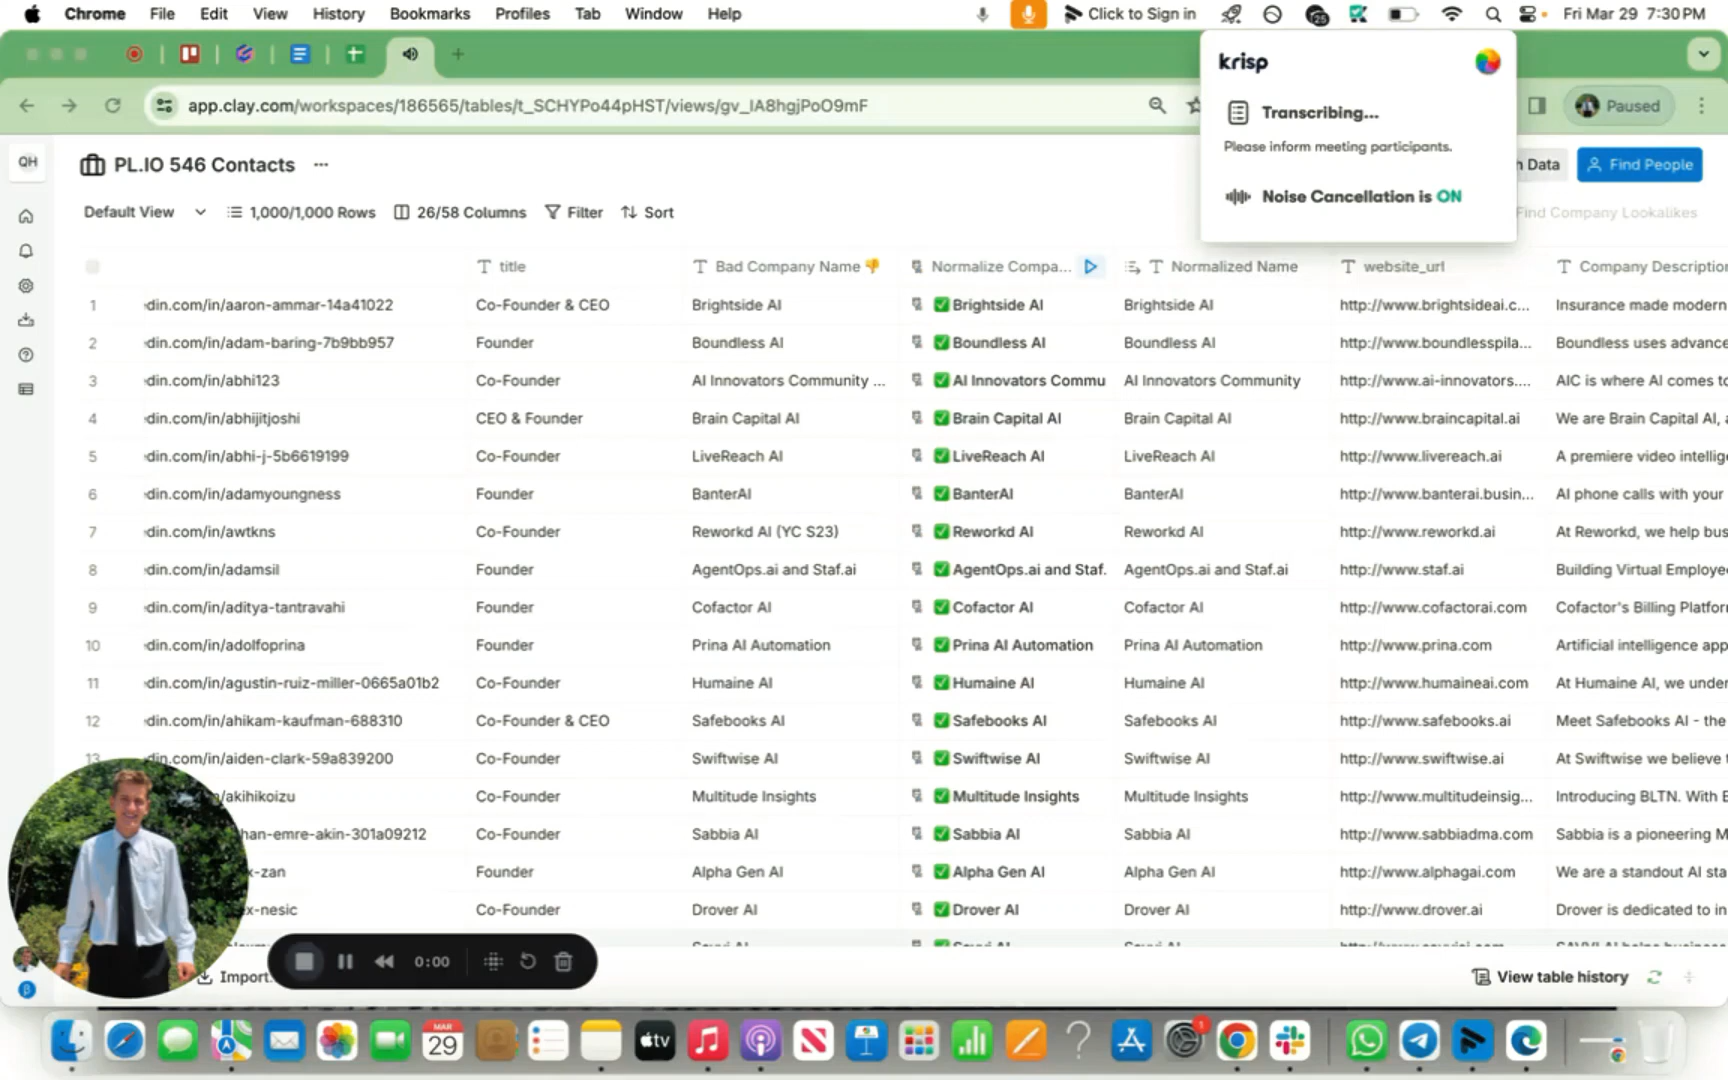 Chrome File Edit View History Bookmarks Profiles Tab Window Help Click to Sign in 25 Fri Mar 29 7:30 PM
app.clay.com/workspaces/186565/tables/t_SCHYPo44pHST/views/gv_IA8hgjPoO9mF Paused
krisp
Transcribing...
Please inform meeting participants.
Noise Cancellation is ON
QH PL.IO 546 Contacts ... h Data Find People
Default View 1,000/1,000 Rows 26/58 Columns Filter Sort Find Company Lookalikes
title Bad Company Name 👎 Normalize Compa... Normalized Name website_url Company Description
1 edin.com/in/aaron-ammar-14a41022 Co-Founder & CEO Brightside AI ✅ Brightside AI Brightside AI http://www.brightsideai.c... Insurance made modern
2 edin.com/in/adam-baring-7b9bb957 Founder Boundless AI ✅ Boundless AI Boundless AI http://www.boundlesspila... Boundless uses advance
3 edin.com/in/abhi123 Co-Founder AI Innovators Community ... ✅ AI Innovators Commu AI Innovators Community http://www.ai-innovators.... AIC is where AI comes to
4 edin.com/in/abhijitjoshi CEO & Founder Brain Capital AI ✅ Brain Capital AI Brain Capital AI http://www.braincapital.ai We are Brain Capital AI, a
5 edin.com/in/abhi-j-5b6619199 Co-Founder LiveReach AI ✅ LiveReach AI LiveReach AI http://www.livereach.ai A premiere video intellig
6 edin.com/in/adamyoungness Founder BanterAI ✅ BanterAI BanterAI http://www.banterai.busin... AI phone calls with your
7 edin.com/in/awtkns Co-Founder Reworkd AI (YC S23) ✅ Reworkd AI Reworkd AI http://www.reworkd.ai At Reworkd, we help bus
8 edin.com/in/adamsil Founder AgentOps.ai and Staf.ai ✅ AgentOps.ai and Staf. AgentOps.ai and Staf.ai http://www.staf.ai Building Virtual Employe
9 edin.com/in/aditya-tantravahi Founder Cofactor AI ✅ Cofactor AI Cofactor AI http://www.cofactorai.com Cofactor's Billing Platfor
10 edin.com/in/adolfoprina Founder Prina AI Automation ✅ Prina AI Automation Prina AI Automation http://www.prina.com Artificial intelligence app
11 edin.com/in/agustin-ruiz-miller-0665a01b2 Co-Founder Humaine AI ✅ Humaine AI Humaine AI http://www.humaineai.com At Humaine AI, we under
12 edin.com/in/ahikam-kaufman-688310 Co-Founder & CEO Safebooks AI ✅ Safebooks AI Safebooks AI http://www.safebooks.ai Meet Safebooks AI - the
13 edin.com/in/aiden-clark-59a839200 Co-Founder Swiftwise AI ✅ Swiftwise AI Swiftwise AI http://www.swiftwise.ai At Swiftwise we believe t
/akihikoizu Co-Founder Multitude Insights ✅ Multitude Insights Multitude Insights http://www.multitudeinsig... Introducing BLTN. With B
han-emre-akin-301a09212 Co-Founder Sabbia AI ✅ Sabbia AI Sabbia AI http://www.sabbiadma.com Sabbia is a pioneering M
x-zan Founder Alpha Gen AI ✅ Alpha Gen AI Alpha Gen AI http://www.alphagai.com We are a standout AI sta
ex-nesic Co-Founder Drover AI ✅ Drover AI Drover AI http://www.drover.ai Drover is dedicated to in
0:00
Import. View table history
β
MAR
29
tv
1